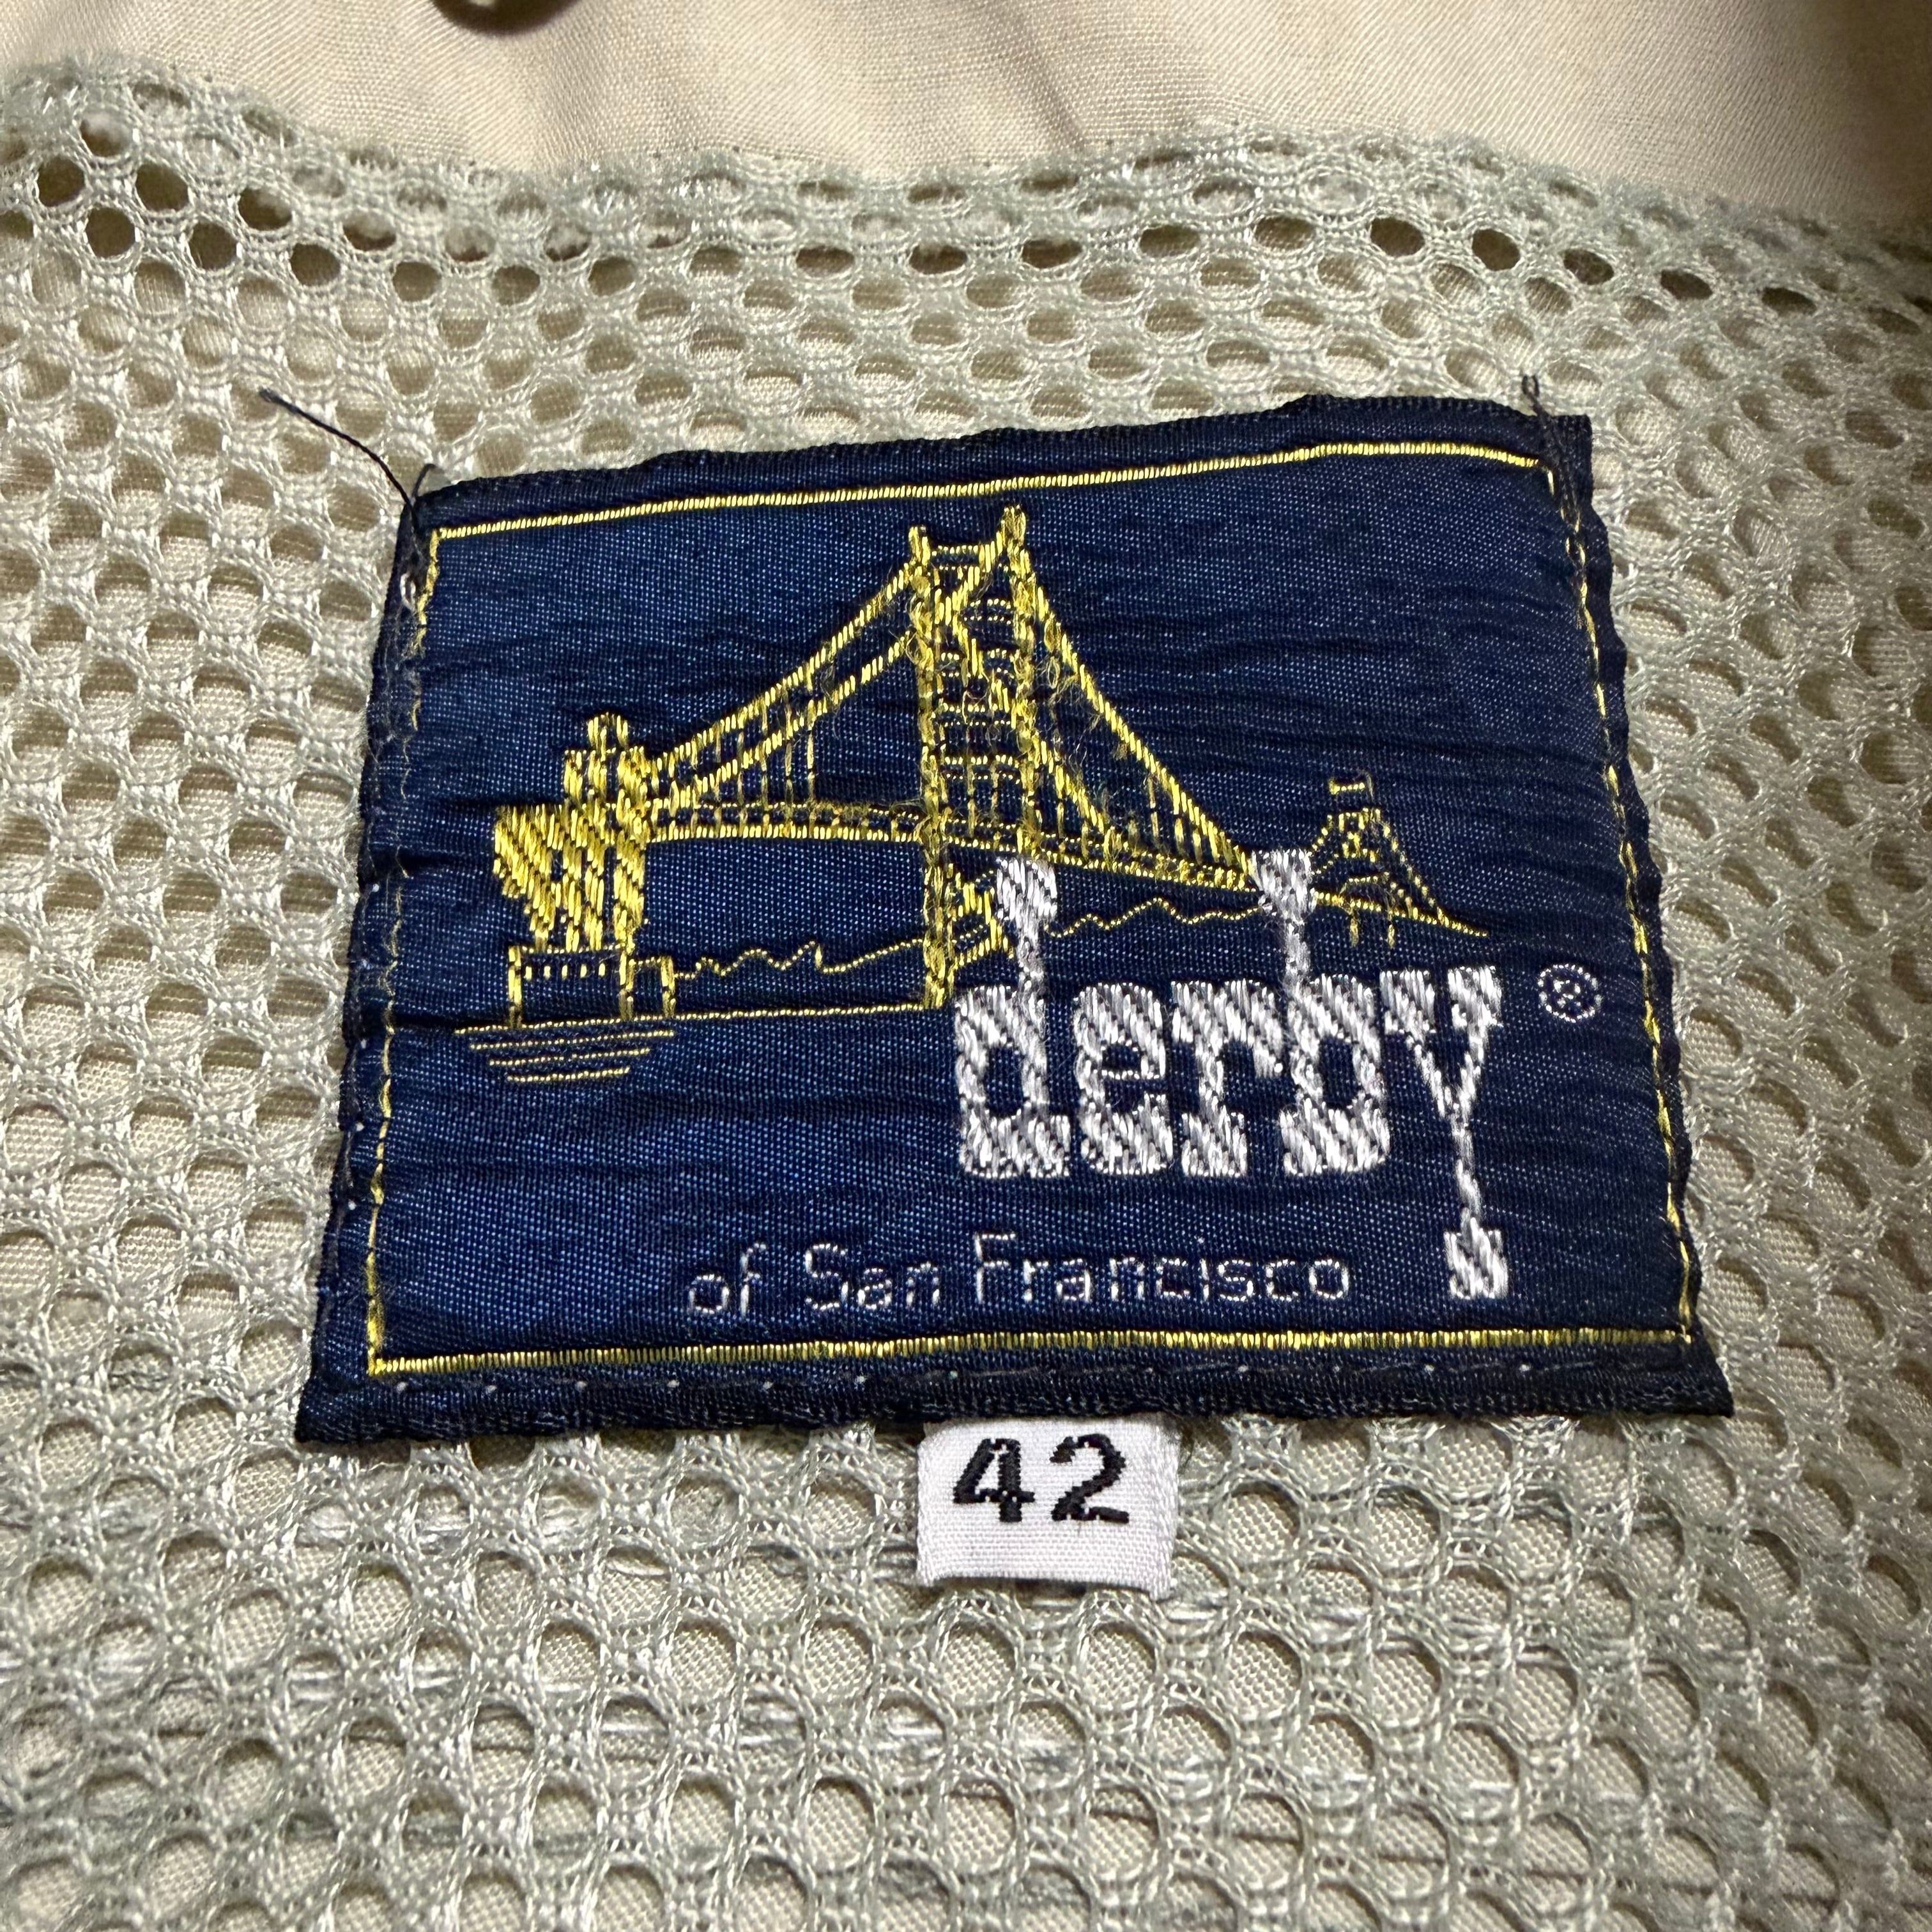 derby ®
of San Francisco
42